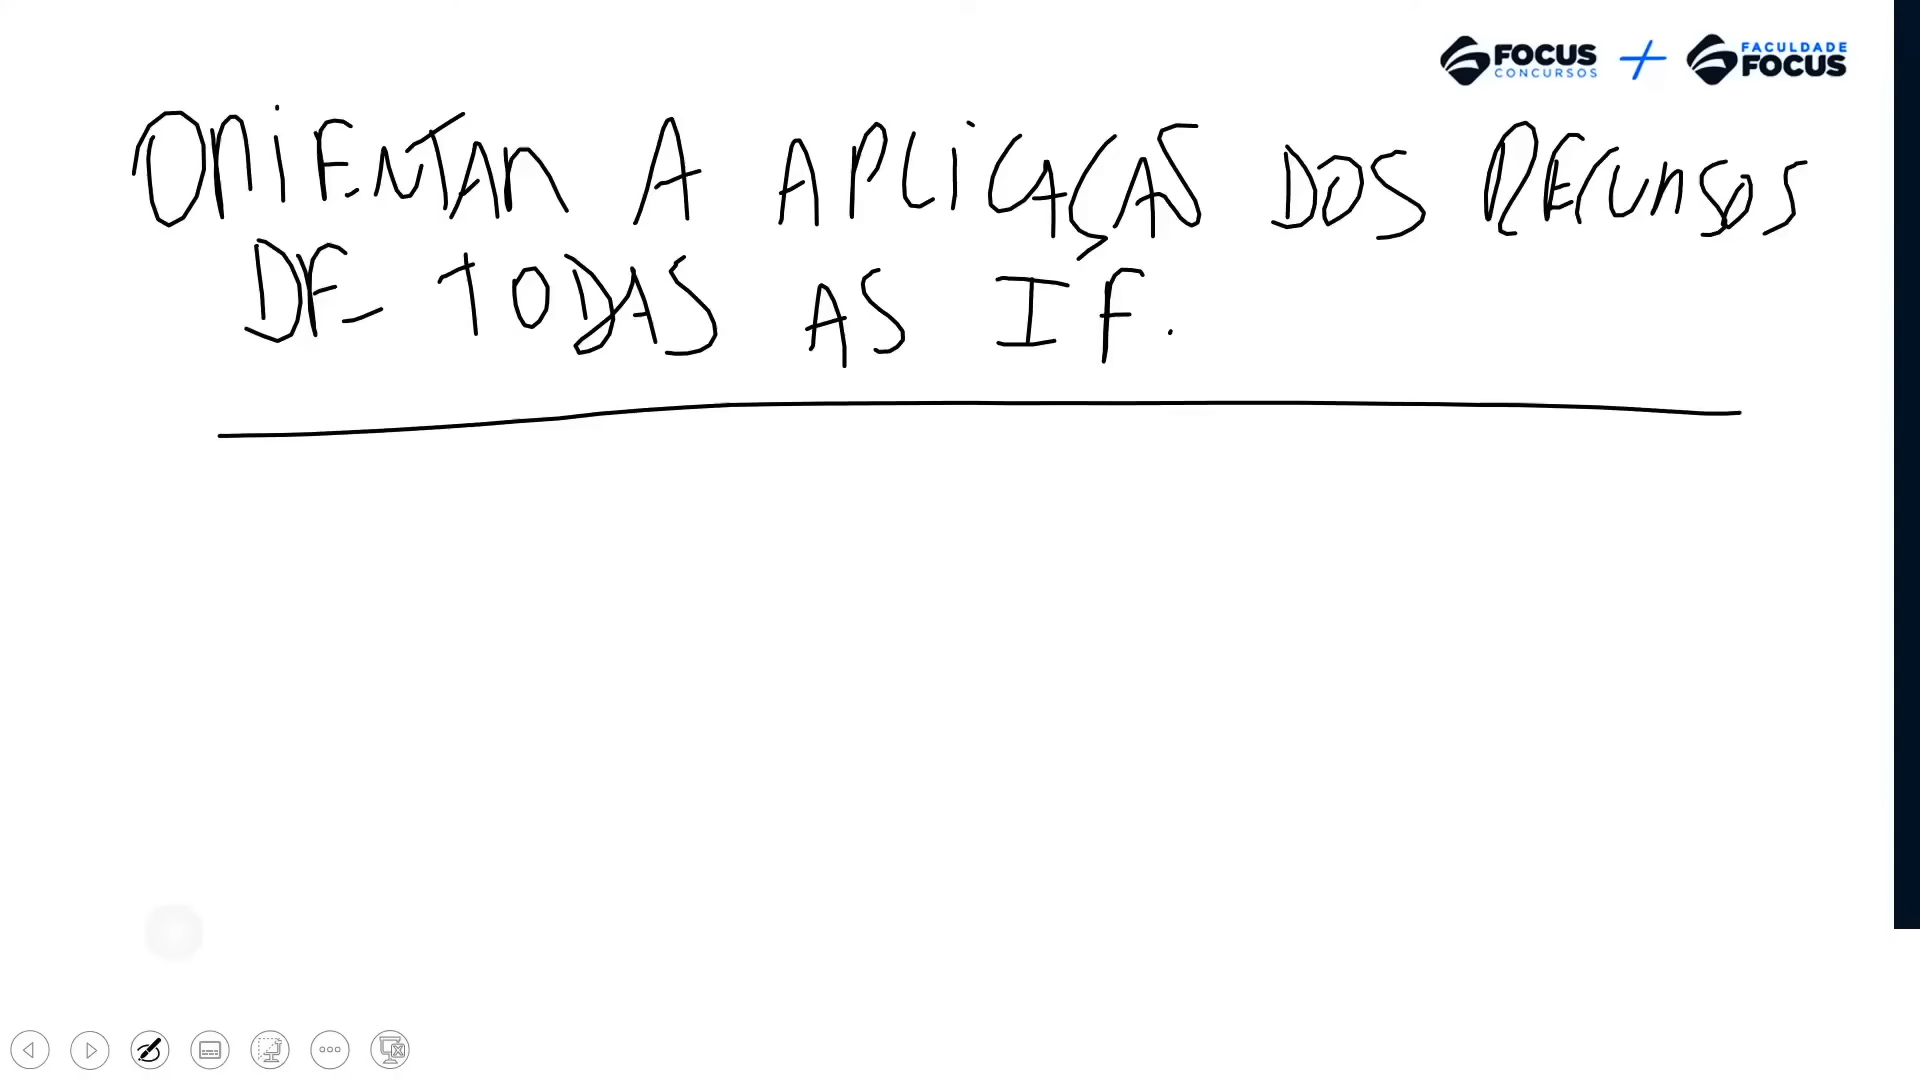 FOCUS CONCURSOS + FACULDADE FOCUS
ORIENTAR A APLICAÇÃO DOS RECURSOS
DE TODAS AS IF.